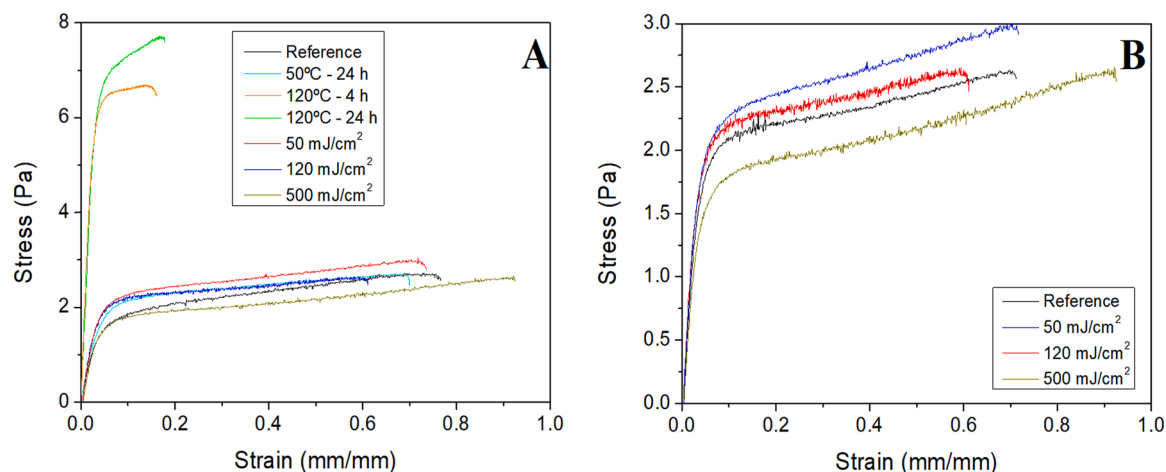 A
Reference
50ºC - 24 h
120ºC - 4 h
120ºC - 24 h
50 mJ/cm²
120 mJ/cm²
500 mJ/cm²
Stress (Pa)
8
6
4
2
0
0.0 0.2 0.4 0.6 0.8 1.0
Strain (mm/mm)
B
Stress (Pa)
3.0
2.5
2.0
1.5
1.0
0.5
0.0
Reference
50 mJ/cm²
120 mJ/cm²
500 mJ/cm²
0.0 0.2 0.4 0.6 0.8 1.0
Strain (mm/mm)